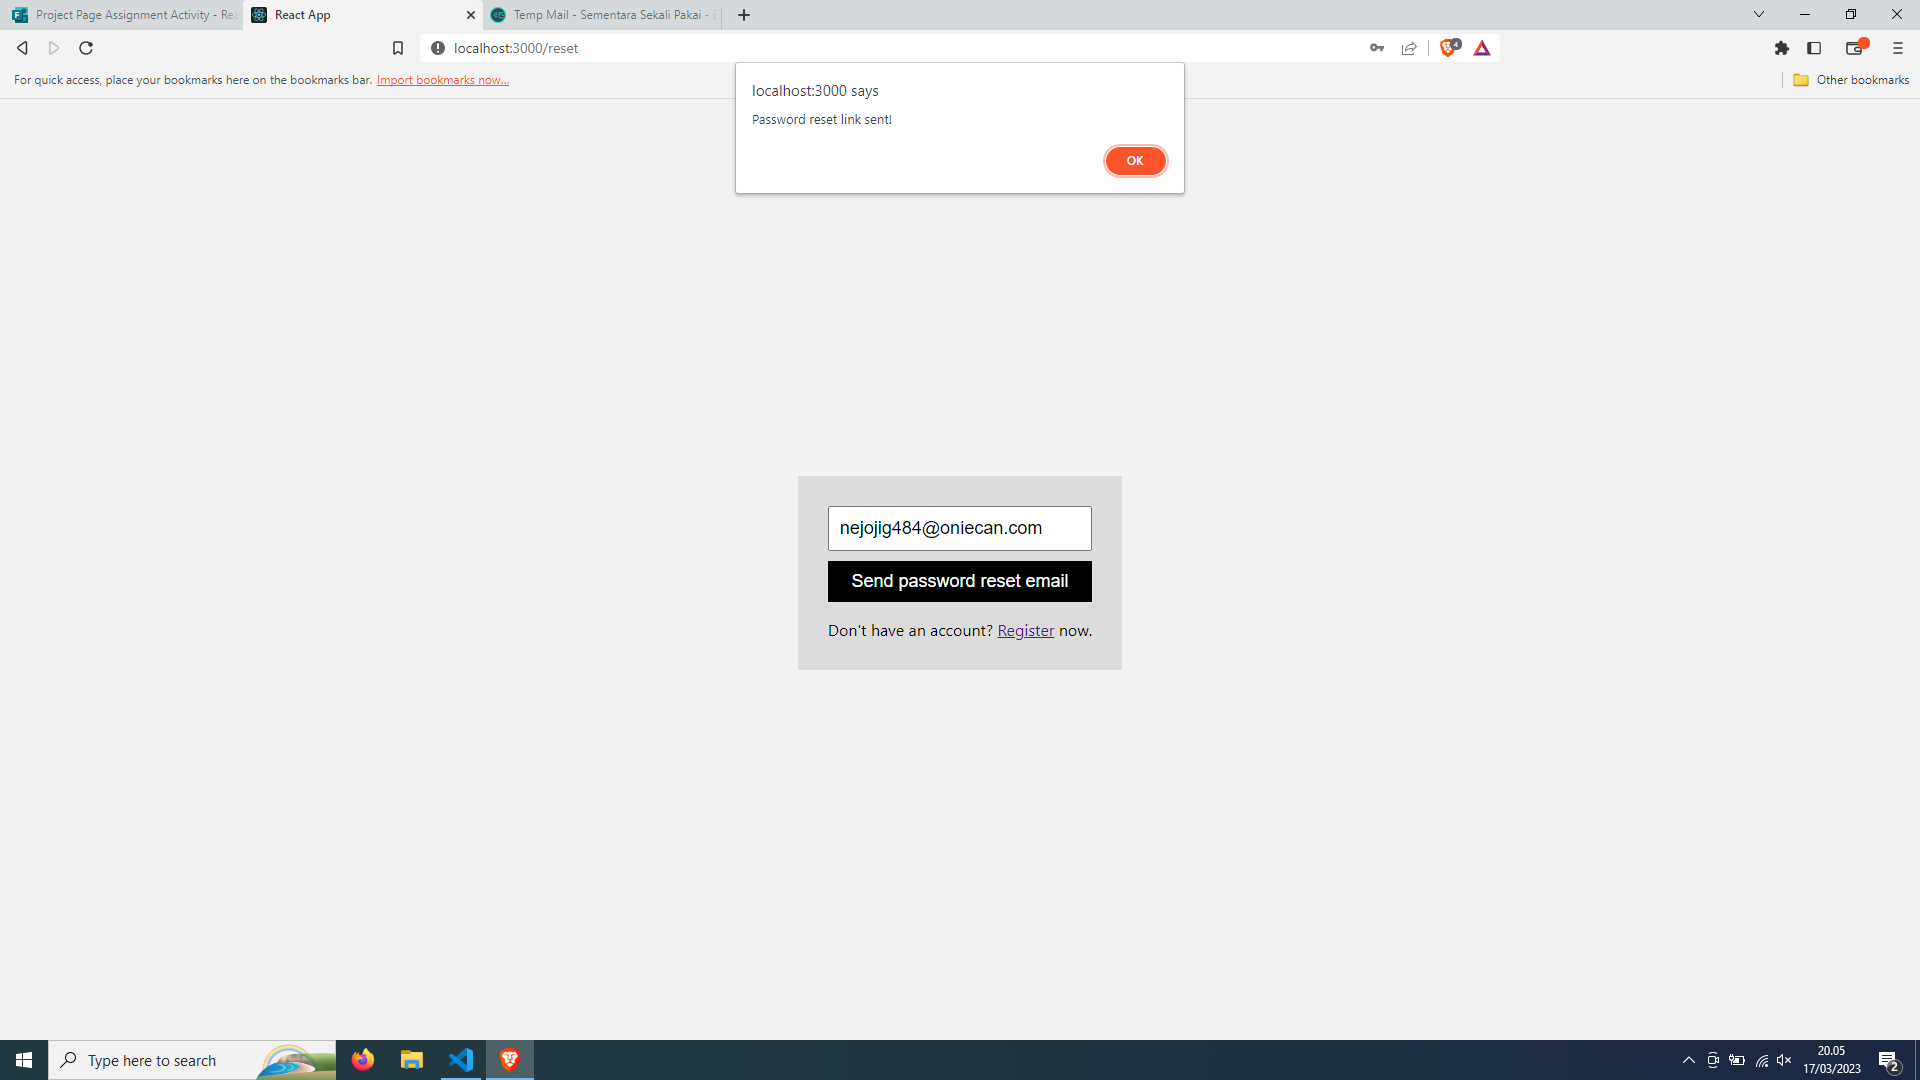 Project Page Assignment Activity - Rea
React App
Temp Mail - Sementara Sekali Pakai -
localhost:3000/reset
4
For quick access, place your bookmarks here on the bookmarks bar. Import bookmarks now...
Other bookmarks
localhost:3000 says
Password reset link sent!
OK
nejojig484@oniecan.com
Send password reset email
Don't have an account? Register now.
Type here to search
20.05
17/03/2023
2